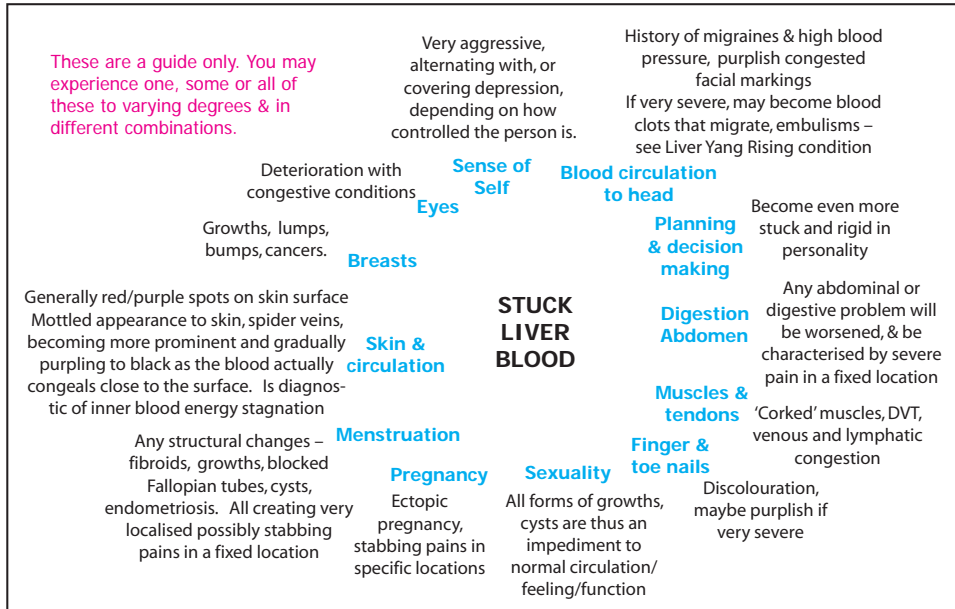 These are a guide only. You may
experience one, some or all of
these to varying degrees & in
different combinations.
Very aggressive,
alternating with, or
covering depression,
depending on how
controlled the person is.
Sense of
Self
History of migraines & high blood
pressure, purplish congested
facial markings
If very severe, may become blood
clots that migrate, embulisms –
see Liver Yang Rising condition
Blood circulation
to head
Deterioration with
congestive conditions
Eyes
Become even more
stuck and rigid in
personality
Planning
& decision
making
Growths, lumps,
bumps, cancers.
Breasts
STUCK
LIVER
BLOOD
Any abdominal or
digestive problem will
be worsened, & be
characterised by severe
pain in a fixed location
Digestion
Abdomen
Generally red/purple spots on skin surface
Mottled appearance to skin, spider veins,
becoming more prominent and gradually
purpling to black as the blood actually
congeals close to the surface. Is diagnos-
tic of inner blood energy stagnation
Skin &
circulation
Muscles &
tendons
‘Corked’ muscles, DVT,
venous and lymphatic
congestion
Menstruation
Any structural changes –
fibroids, growths, blocked
Fallopian tubes, cysts,
endometriosis. All creating very
localised possibly stabbing
pains in a fixed location
Pregnancy
Ectopic
pregnancy,
stabbing pains in
specific locations
Sexuality
All forms of growths,
cysts are thus an
impediment to
normal circulation/
feeling/function
Finger &
toe nails
Discolouration,
maybe purplish if
very severe